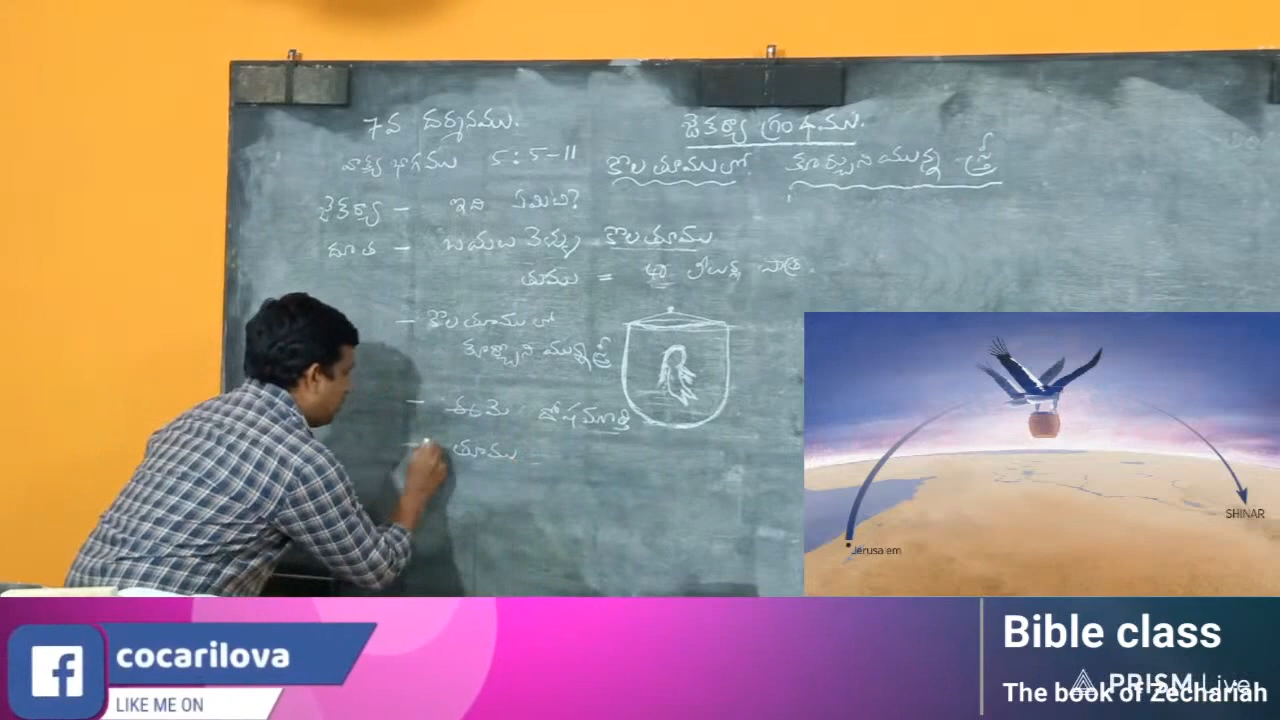 7వ దర్శనము.
జెకర్యా గ్రంథము.
వాక్య భాగము 5:5-11
కొలతూములో కూర్చునియున్న స్త్రీ
జెకర్యా - ఇది ఏమిటి?
దూత - బయలు వెళ్ళు కొలతూము
తూము = లీటర్ల పాత్ర.
- కొలతూములో
కూర్చొనియున్న స్త్రీ
- ఈమె దోషమూర్తి
- తూము
Jerusalem
SHINAR
cocarilova
LIKE ME ON
Bible class
PRISM Live
The book of Zechariah